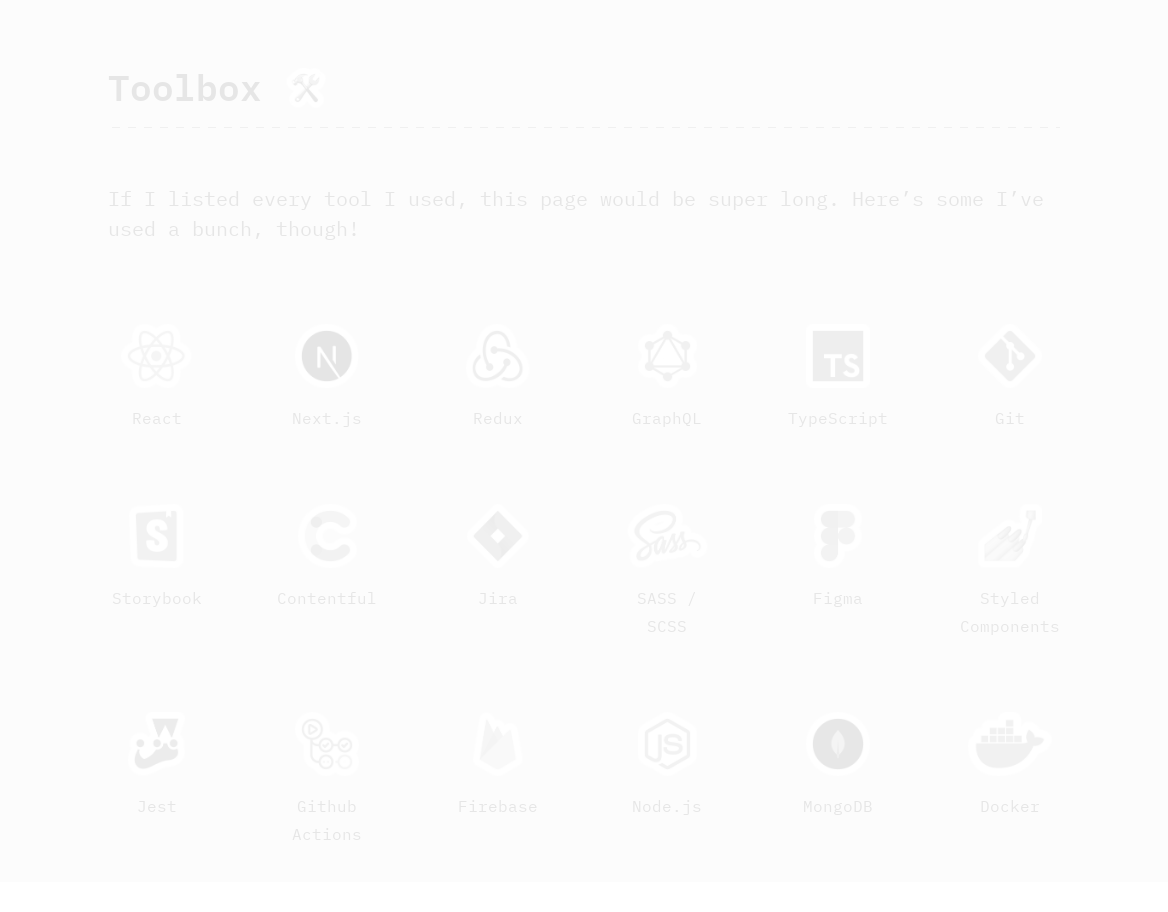 Toolbox
If I listed every tool I used, this page would be super long. Here’s some I’ve
used a bunch, though!
N
TS
React Next.js Redux GraphQL TypeScript Git
S
C
Sass
Storybook Contentful Jira SASS / Figma Styled
SCSS Components
JS
Jest Github Firebase Node.js MongoDB Docker
Actions